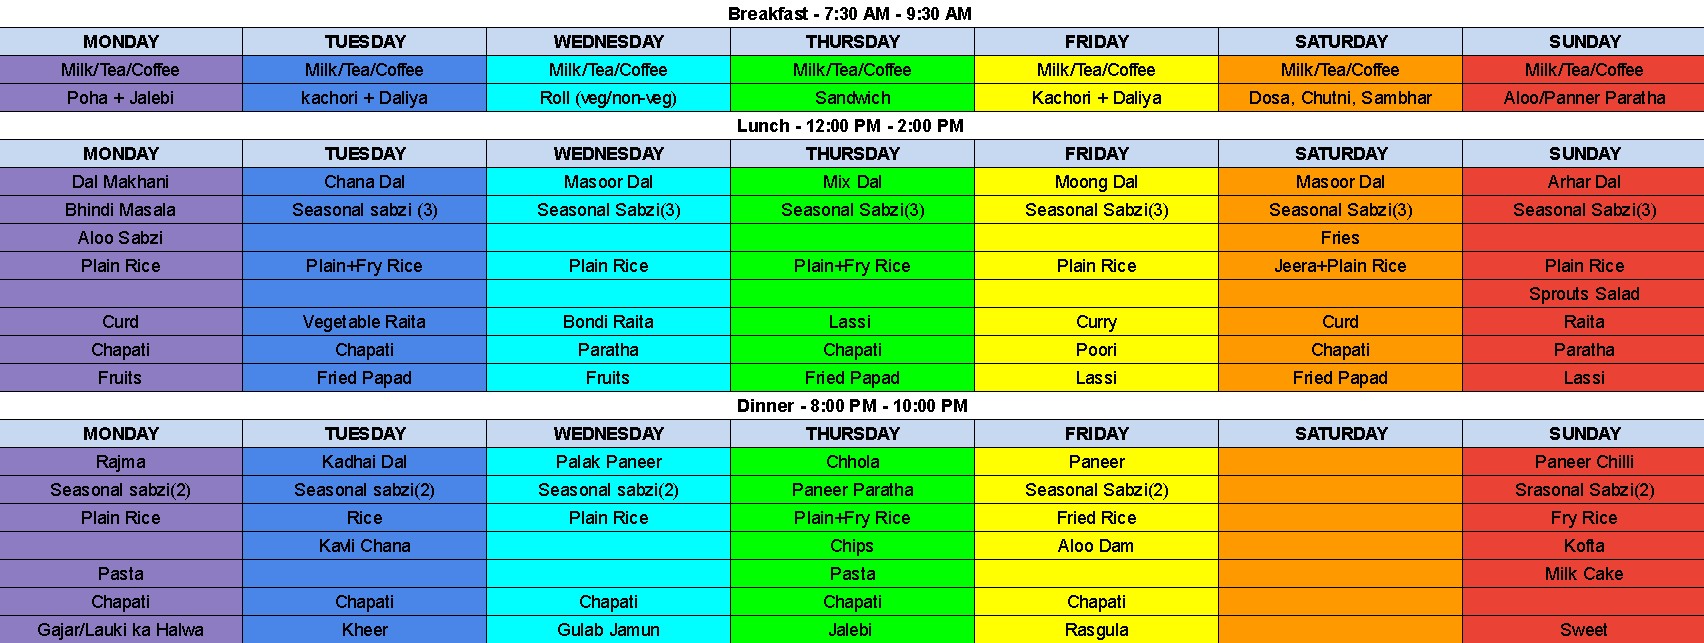 Breakfast - 7:30 AM - 9:30 AM
MONDAY TUESDAY WEDNESDAY THURSDAY FRIDAY SATURDAY SUNDAY
Milk/Tea/Coffee Milk/Tea/Coffee Milk/Tea/Coffee Milk/Tea/Coffee Milk/Tea/Coffee Milk/Tea/Coffee Milk/Tea/Coffee
Poha + Jalebi kachori + Daliya Roll (veg/non-veg) Sandwich Kachori + Daliya Dosa, Chutni, Sambhar Aloo/Panner Paratha
Lunch - 12:00 PM - 2:00 PM
MONDAY TUESDAY WEDNESDAY THURSDAY FRIDAY SATURDAY SUNDAY
Dal Makhani Chana Dal Masoor Dal Mix Dal Moong Dal Masoor Dal Arhar Dal
Bhindi Masala Seasonal sabzi (3) Seasonal Sabzi(3) Seasonal Sabzi(3) Seasonal Sabzi(3) Seasonal Sabzi(3) Seasonal Sabzi(3)
Aloo Sabzi Fries
Plain Rice Plain+Fry Rice Plain Rice Plain+Fry Rice Plain Rice Jeera+Plain Rice Plain Rice
Sprouts Salad
Curd Vegetable Raita Bondi Raita Lassi Curry Curd Raita
Chapati Chapati Paratha Chapati Poori Chapati Paratha
Fruits Fried Papad Fruits Fried Papad Lassi Fried Papad Lassi
Dinner - 8:00 PM - 10:00 PM
MONDAY TUESDAY WEDNESDAY THURSDAY FRIDAY SATURDAY SUNDAY
Rajma Kadhai Dal Palak Paneer Chhola Paneer Paneer Chilli
Seasonal sabzi(2) Seasonal sabzi(2) Seasonal sabzi(2) Paneer Paratha Seasonal Sabzi(2) Srasonal Sabzi(2)
Plain Rice Rice Plain Rice Plain+Fry Rice Fried Rice Fry Rice
Kavli Chana Chips Aloo Dam Kofta
Pasta Pasta Milk Cake
Chapati Chapati Chapati Chapati Chapati
Gajar/Lauki ka Halwa Kheer Gulab Jamun Jalebi Rasgula Sweet